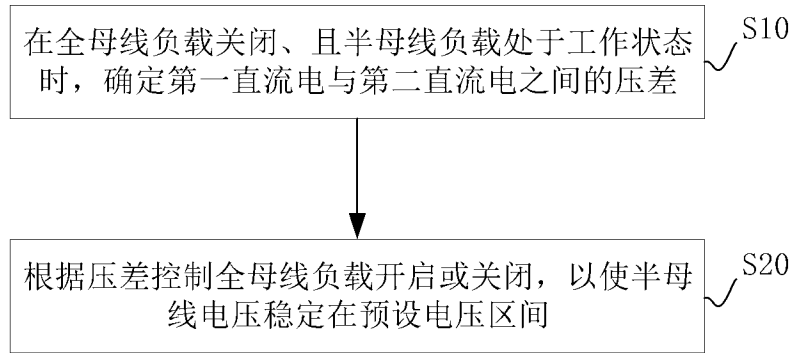 在全母线负载关闭、且半母线负载处于工作状态
时，确定第一直流电与第二直流电之间的压差
S10
根据压差控制全母线负载开启或关闭，以使半母
线电压稳定在预设电压区间
S20